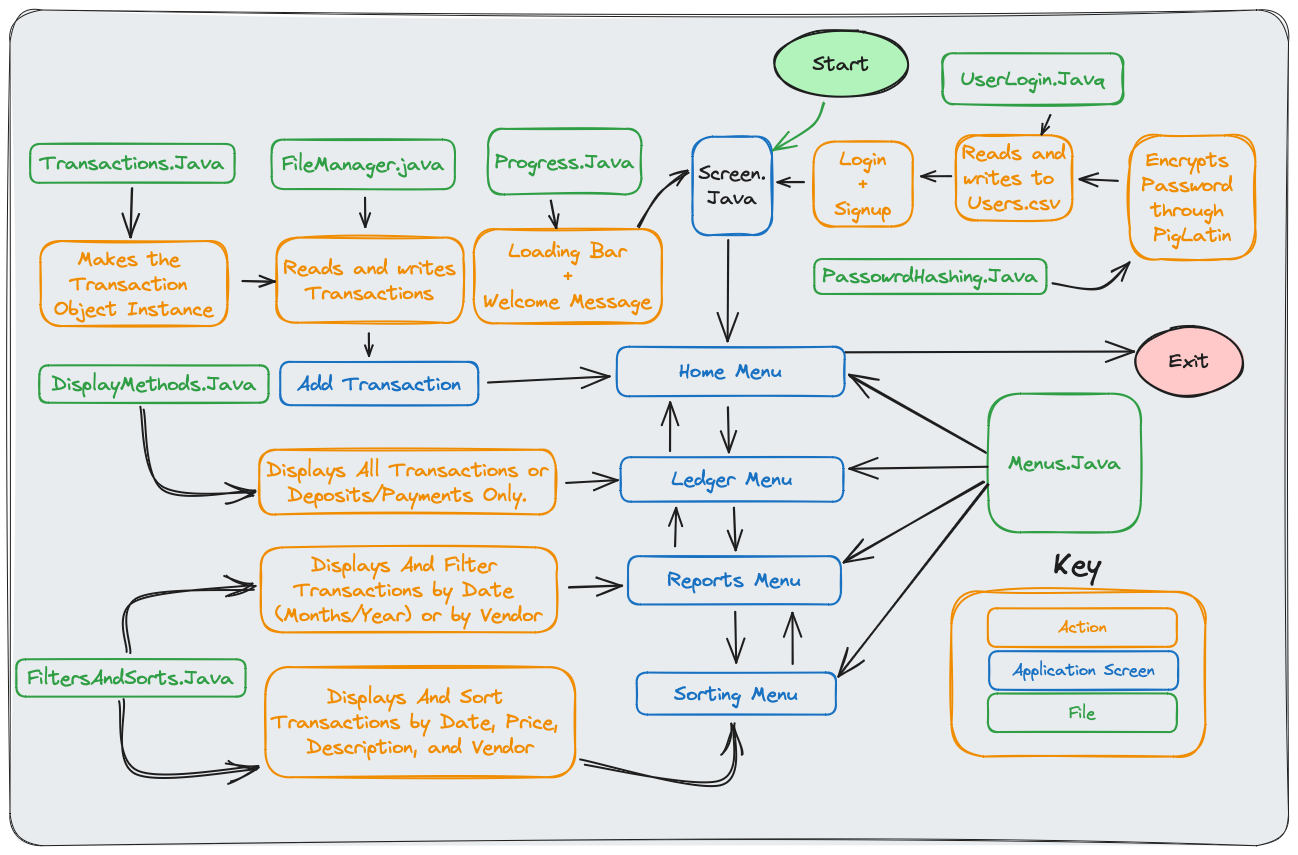 Start
UserLogin.Java
Transactions.Java
FileManager.java
Progress.Java
Screen.
Java
Login
+
Signup
Reads and
writes to
Users.csv
Encrypts
Password
through
PigLatin
Makes the
Transaction
Object Instance
Reads and writes
Transactions
Loading Bar
+
Welcome Message
PassowrdHashing.Java
DisplayMethods.Java
Add Transaction
Home Menu
Exit
Displays All Transactions or
Deposits/Payments Only.
Ledger Menu
Menus.Java
Displays And Filter
Transactions by Date
(Months/Year) or by Vendor
Reports Menu
Key
Action
Application Screen
File
FiltersAndSorts.Java
Displays And Sort
Transactions by Date, Price,
Description, and Vendor
Sorting Menu